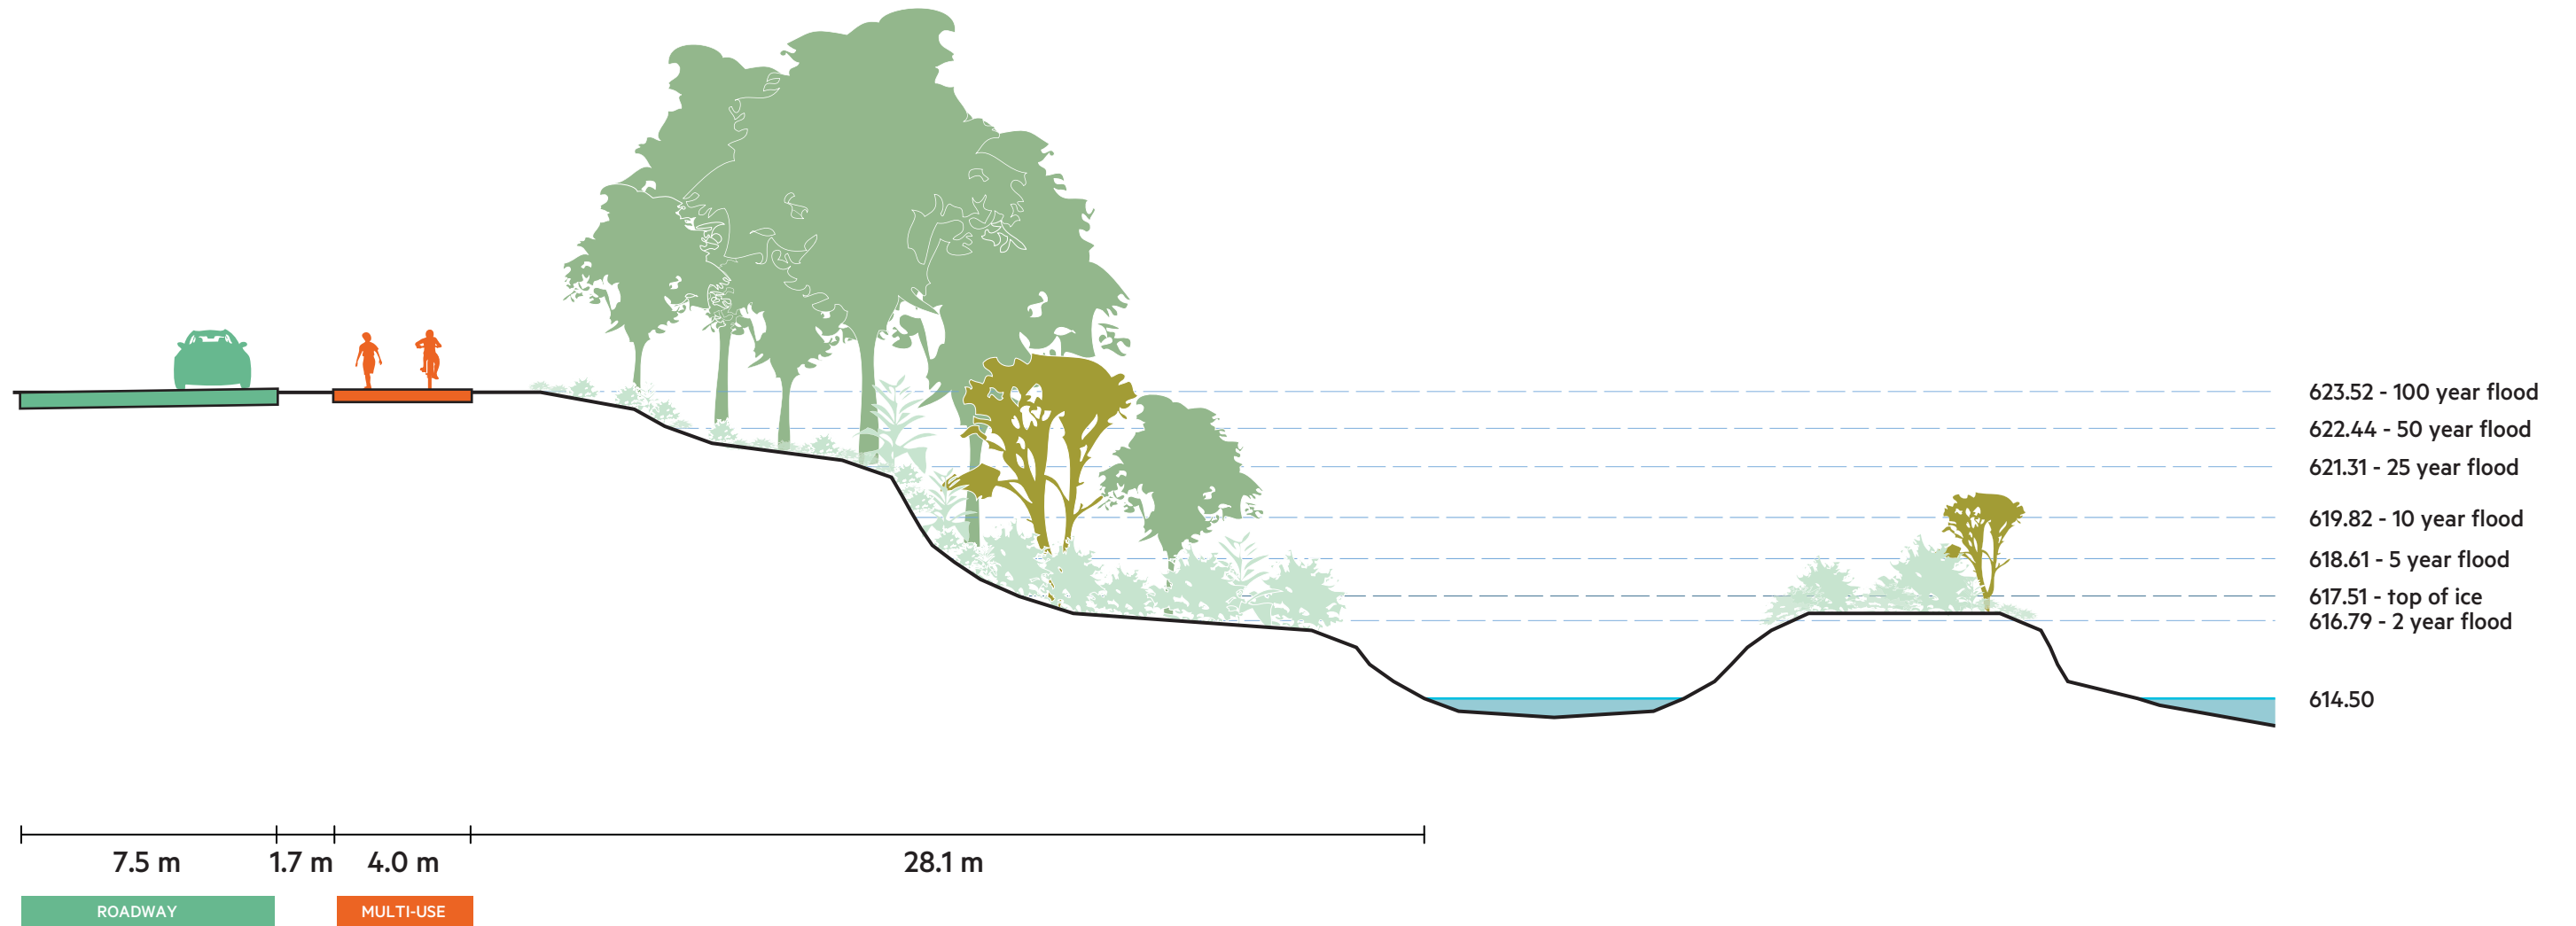 623.52 - 100 year flood
622.44 - 50 year flood
621.31 - 25 year flood
619.82 - 10 year flood
618.61 - 5 year flood
617.51 - top of ice
616.79 - 2 year flood
614.50
7.5 m 1.7 m 4.0 m 28.1 m
ROADWAY MULTI-USE